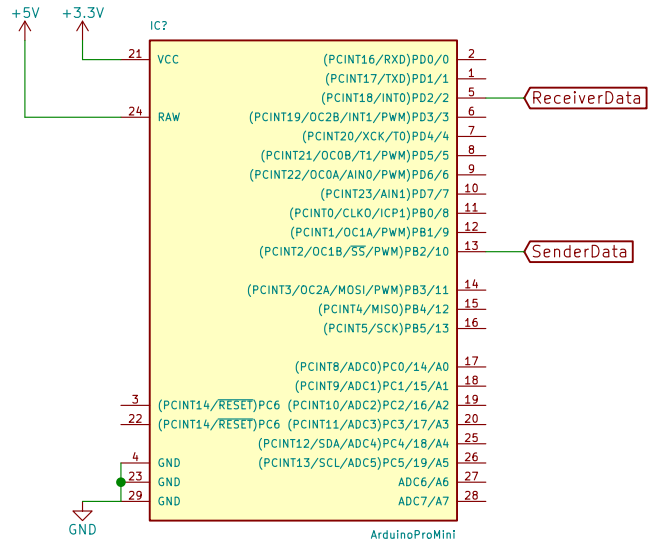 +5V +3.3V
IC?
21 VCC (PCINT16/RXD)PD0/0 2
(PCINT17/TXD)PD1/1 1
(PCINT18/INT0)PD2/2 5 ReceiverData
24 RAW (PCINT19/OC2B/INT1/PWM)PD3/3 6
(PCINT20/XCK/T0)PD4/4 7
(PCINT21/OC0B/T1/PWM)PD5/5 8
(PCINT22/OC0A/AIN0/PWM)PD6/6 9
(PCINT23/AIN1)PD7/7 10
(PCINT0/CLKO/ICP1)PB0/8 11
(PCINT1/OC1A/PWM)PB1/9 12
(PCINT2/OC1B/SS/PWM)PB2/10 13 SenderData
(PCINT3/OC2A/MOSI/PWM)PB3/11 14
(PCINT4/MISO)PB4/12 15
(PCINT5/SCK)PB5/13 16
(PCINT8/ADC0)PC0/14/A0 17
(PCINT9/ADC1)PC1/15/A1 18
3 (PCINT14/RESET)PC6 (PCINT10/ADC2)PC2/16/A2 19
22 (PCINT14/RESET)PC6 (PCINT11/ADC3)PC3/17/A3 20
(PCINT12/SDA/ADC4)PC4/18/A4 25
4 GND (PCINT13/SCL/ADC5)PC5/19/A5 26
23 GND ADC6/A6 27
29 GND ADC7/A7 28
GND
ArduinoProMini